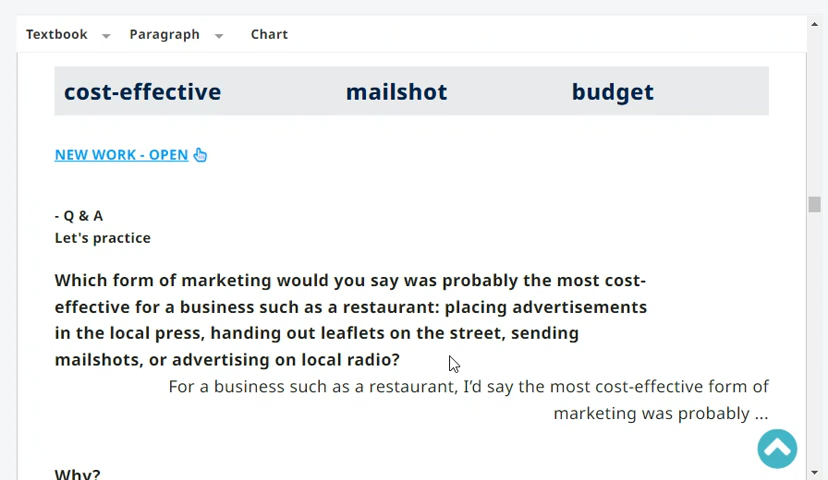 Textbook Paragraph Chart
cost-effective mailshot budget
NEW WORK - OPEN
- Q & A
Let's practice
Which form of marketing would you say was probably the most cost-
effective for a business such as a restaurant: placing advertisements
in the local press, handing out leaflets on the street, sending
mailshots, or advertising on local radio?
For a business such as a restaurant, I’d say the most cost-effective form of
marketing was probably ...
Why?